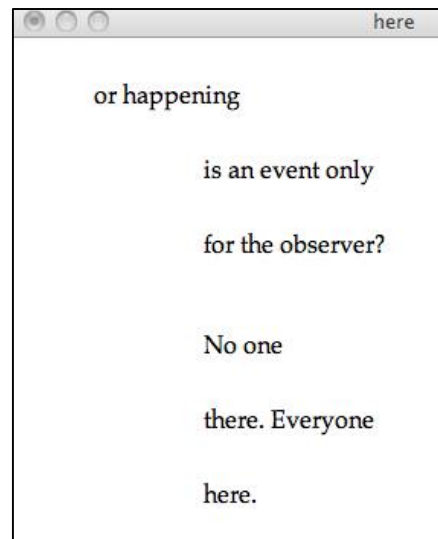 here
or happening
is an event only
for the observer?
No one
there. Everyone
here.